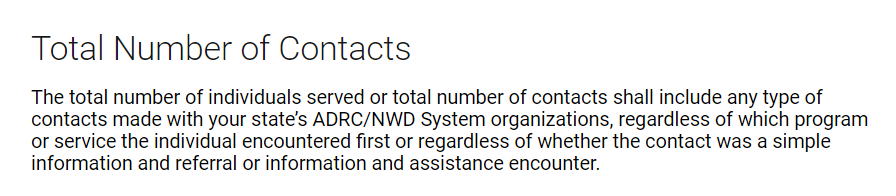 Total Number of Contacts
The total number of individuals served or total number of contacts shall include any type of
contacts made with your state’s ADRC/NWD System organizations, regardless of which program
or service the individual encountered first or regardless of whether the contact was a simple
information and referral or information and assistance encounter.